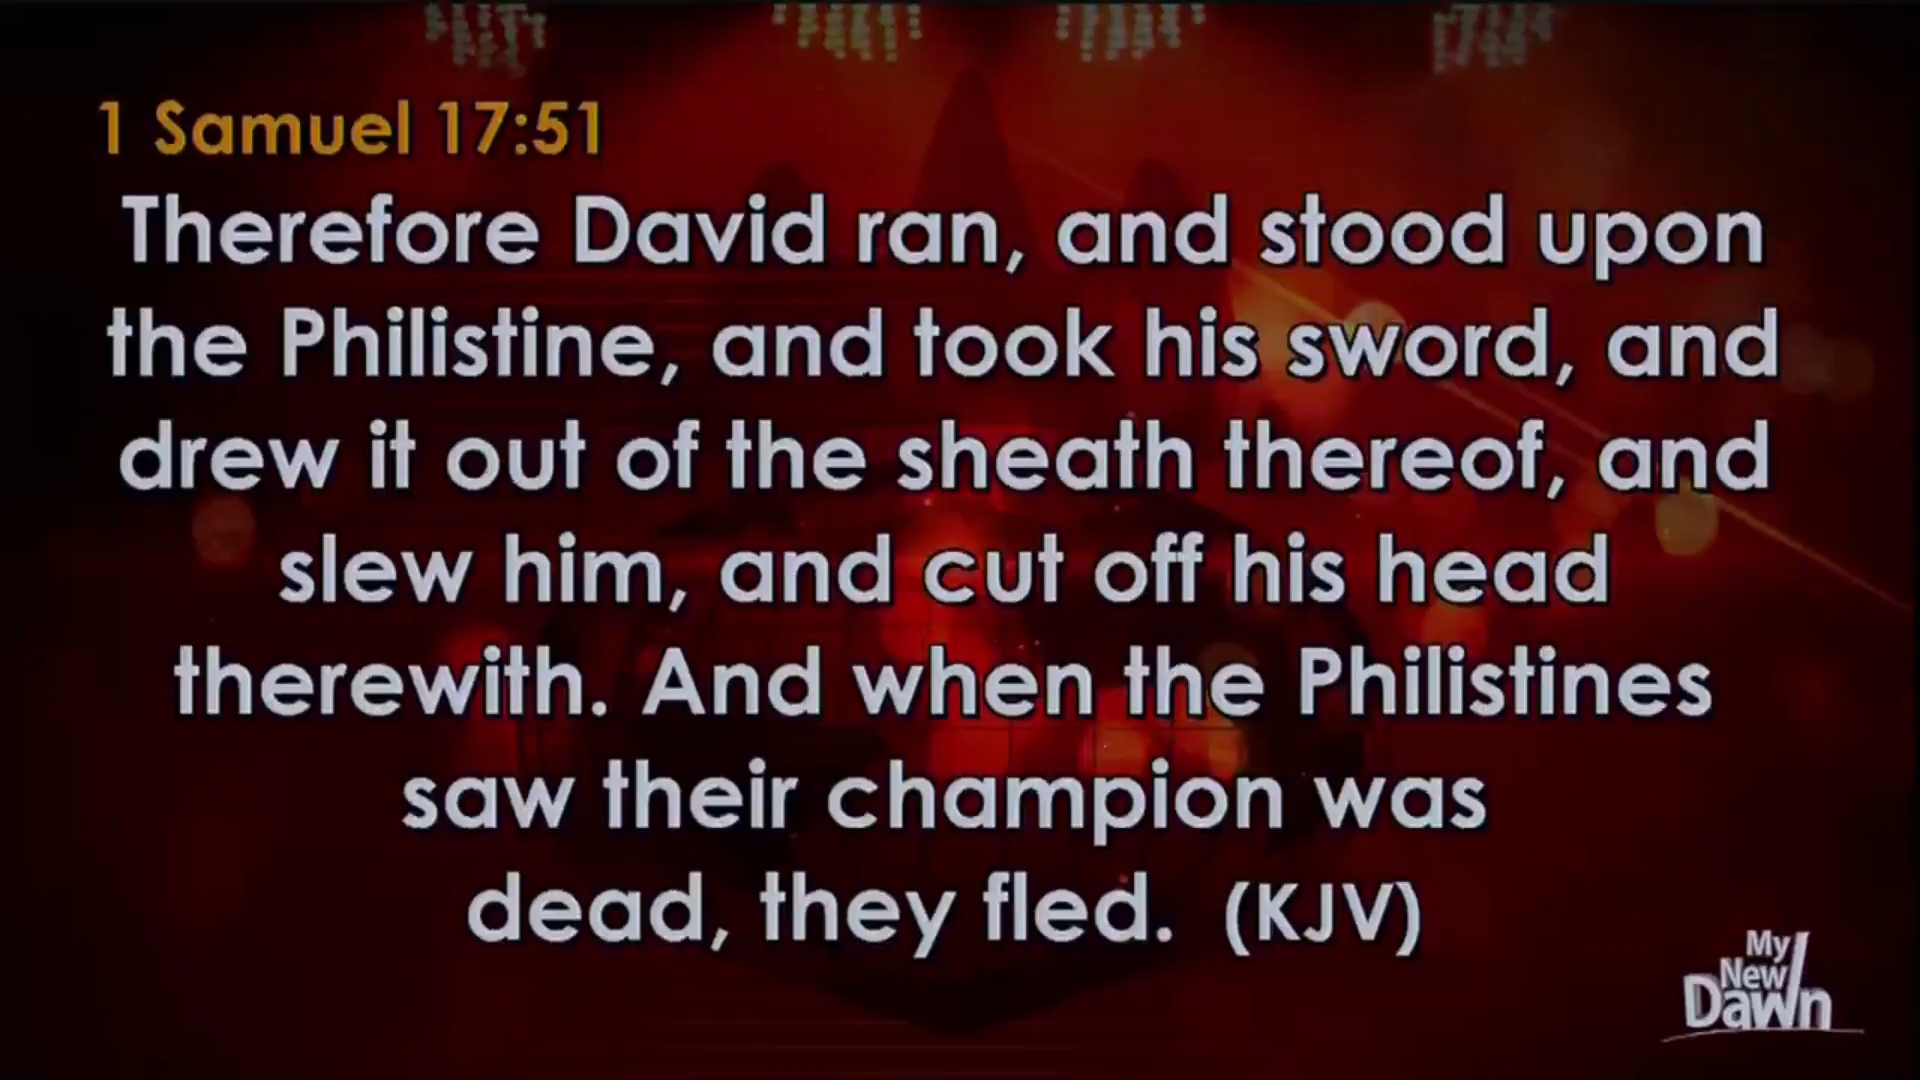 1 Samuel 17:51
Therefore David ran, and stood upon
the Philistine, and took his sword, and
drew it out of the sheath thereof, and
slew him, and cut off his head
therewith. And when the Philistines
saw their champion was
dead, they fled. (KJV)
My
New
Dawn